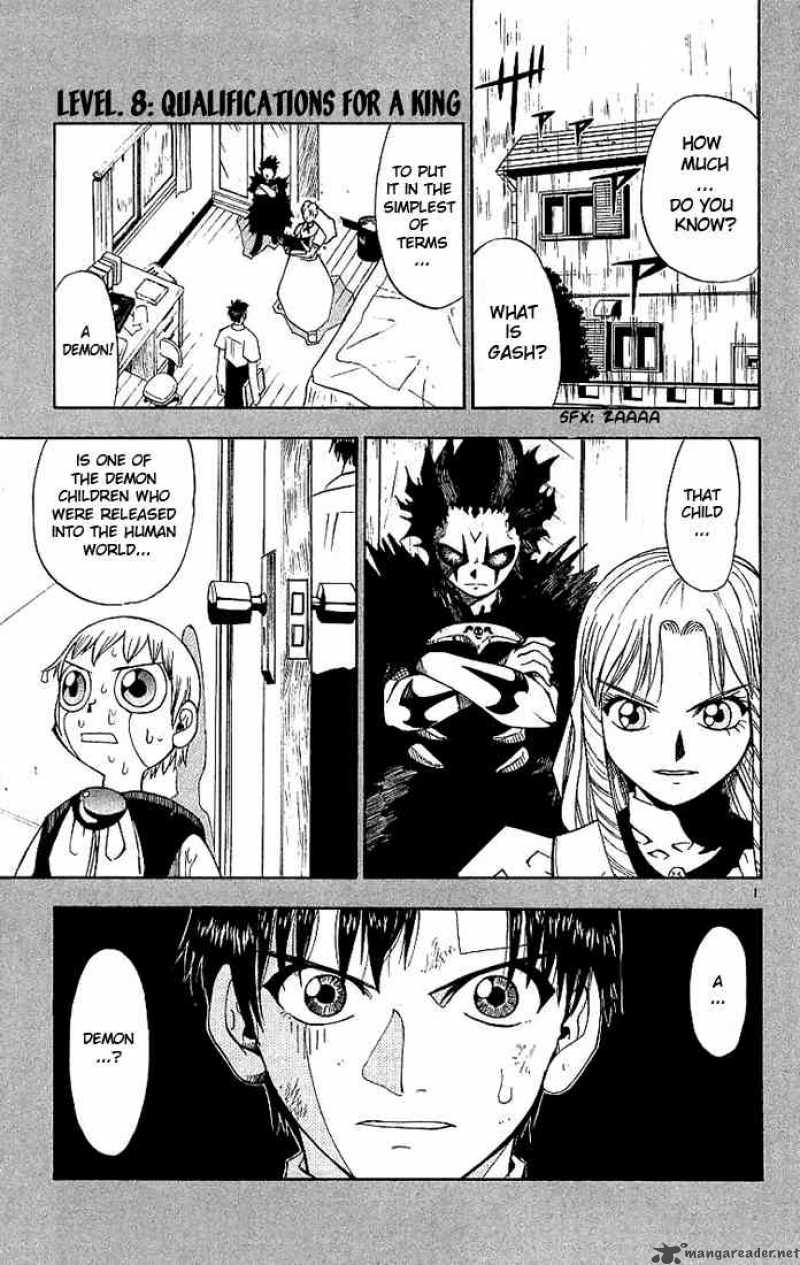 LEVEL. 8: QUALIFICATIONS FOR A KING
HOW
MUCH
...
DO YOU
KNOW?
WHAT
IS
GASH?
SFX: ZAAAA
TO PUT
IT IN THE
SIMPLEST
OF
TERMS
...
A
DEMON!
THAT
CHILD
...
IS ONE OF
THE DEMON
CHILDREN WHO
WERE RELEASED
INTO THE HUMAN
WORLD...
1
A
...
DEMON
...?
mangareader.net